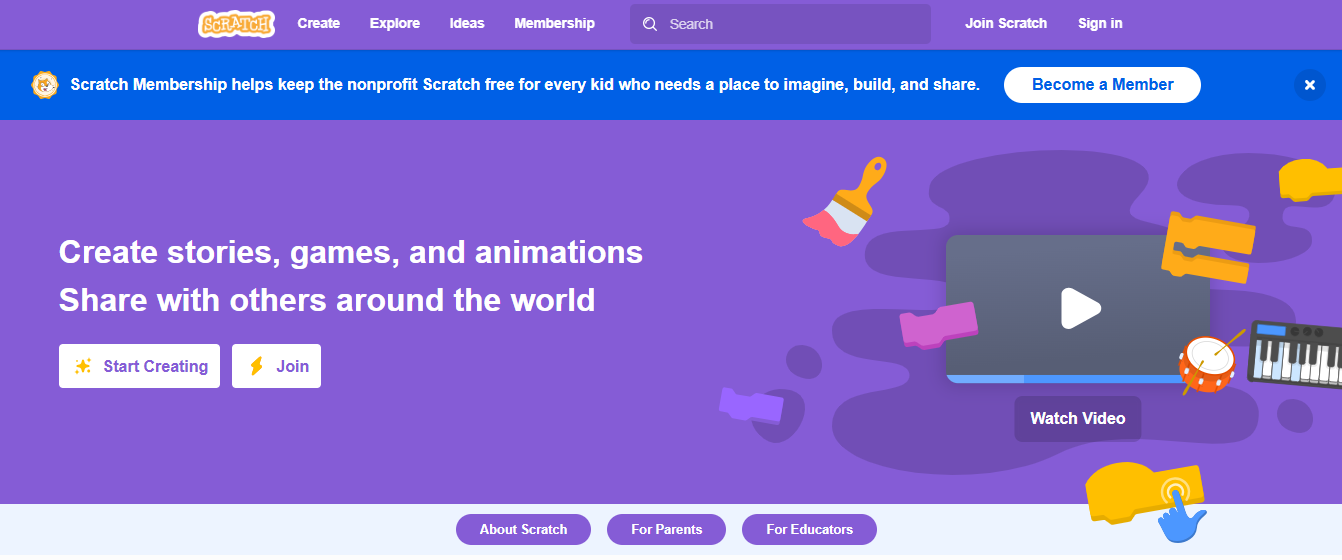 SCRATCH Create Explore Ideas Membership Search Join Scratch Sign in
Scratch Membership helps keep the nonprofit Scratch free for every kid who needs a place to imagine, build, and share. Become a Member
Create stories, games, and animations
Share with others around the world
Start Creating Join
Watch Video
About Scratch For Parents For Educators